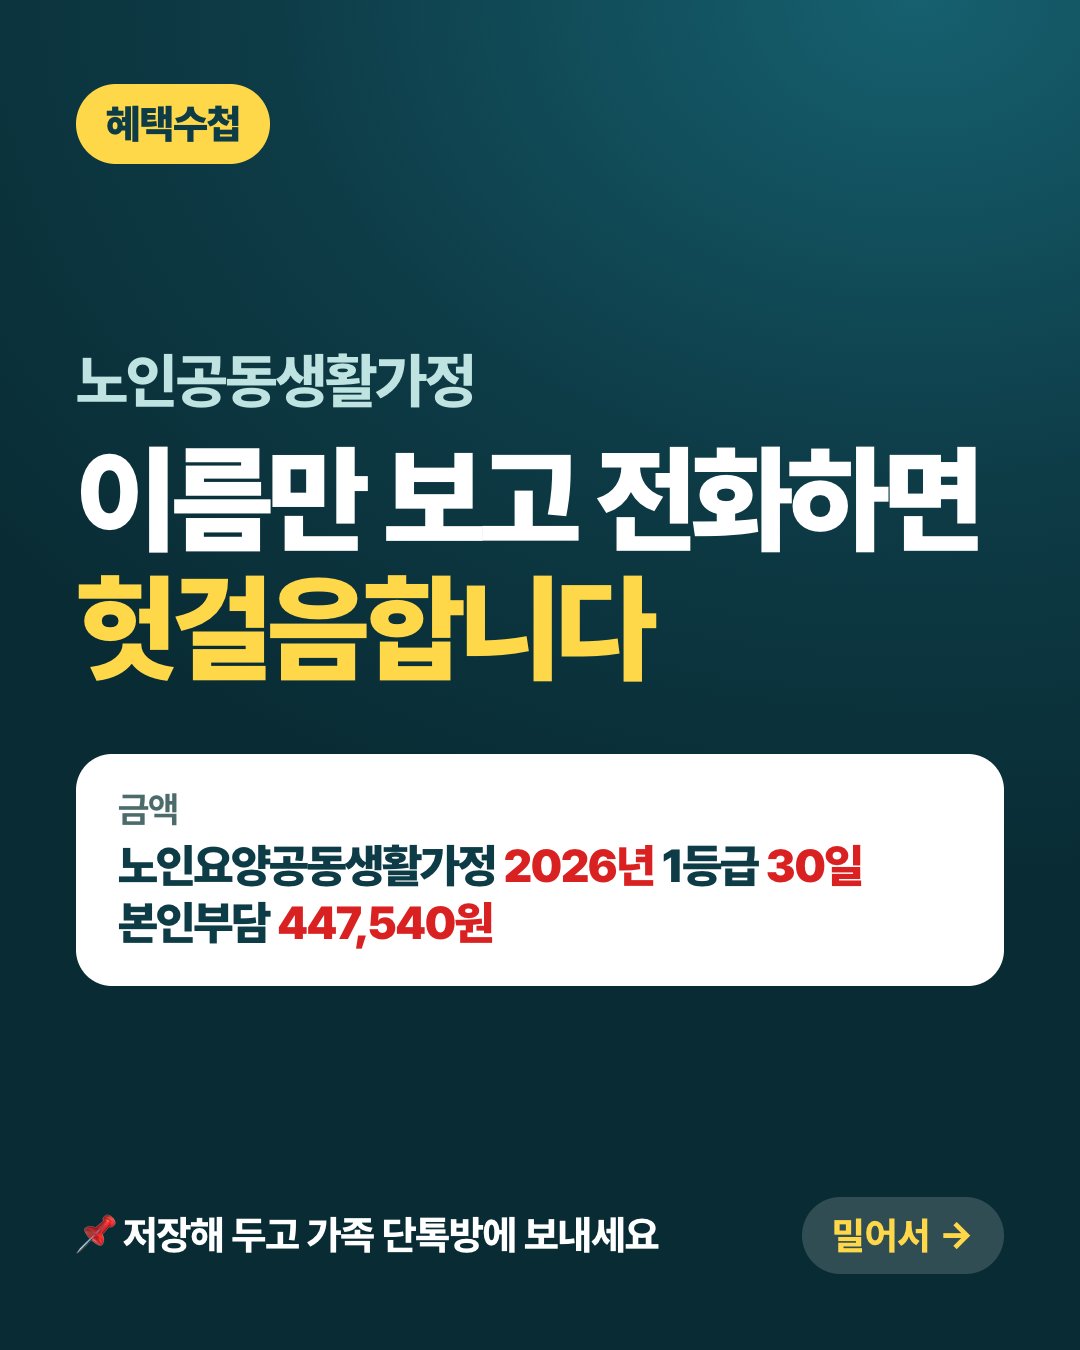 혜택수첩
노인공동생활가정
이름만 보고 전화하면
헛걸음합니다
금액
노인요양공동생활가정 2026년 1등급 30일
본인부담 447,540원
📌 저장해 두고 가족 단톡방에 보내세요
밀어서 →